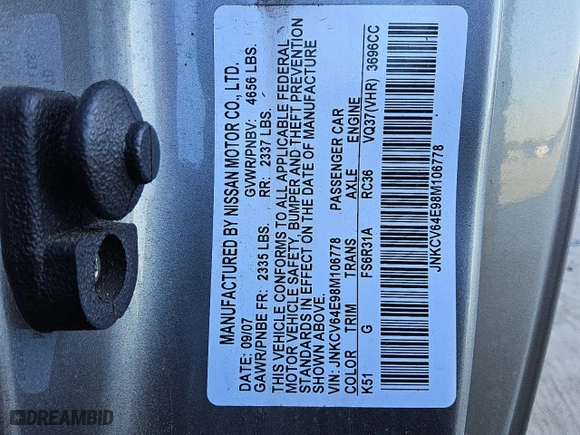 MANUFACTURED BY NISSAN MOTOR CO., LTD.
DATE: 09/07 GVWR/PNBV: 4656 LBS.
GAWR/PNBE FR: 2335 LBS. RR: 2337 LBS.
THIS VEHICLE CONFORMS TO ALL APPLICABLE FEDERAL
MOTOR VEHICLE SAFETY, BUMPER AND THEFT PREVENTION
STANDARDS IN EFFECT ON THE DATE OF MANUFACTURE
SHOWN ABOVE.
VIN: JNKCV64E98M106778 PASSENGER CAR
COLOR TRIM TRANS AXLE ENGINE
K51 G FS6R31A RC36 VQ37(VHR) 3696CC
JNKCV64E98M106778
DREAMBID